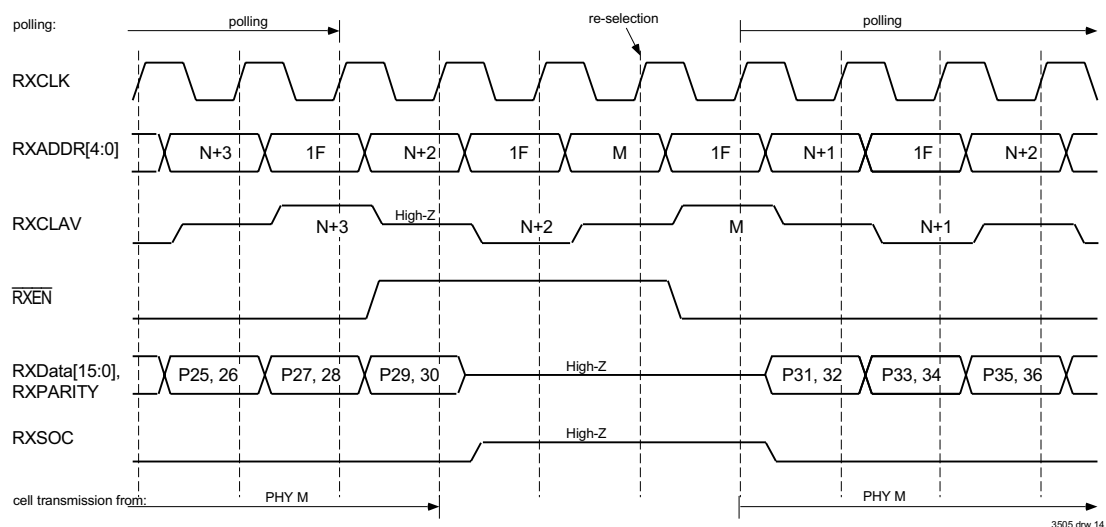 re-selection
polling: polling polling
RXCLK
RXADDR[4:0] N+3 1F N+2 1F M 1F N+1 1F N+2
RXCLAV N+3 High-Z N+2 M N+1
RXEN
RXData[15:0], RXPARITY P25, 26 P27, 28 P29, 30 High-Z P31, 32 P33, 34 P35, 36
RXSOC High-Z
cell transmission from: PHY M PHY M
3505 drw 14